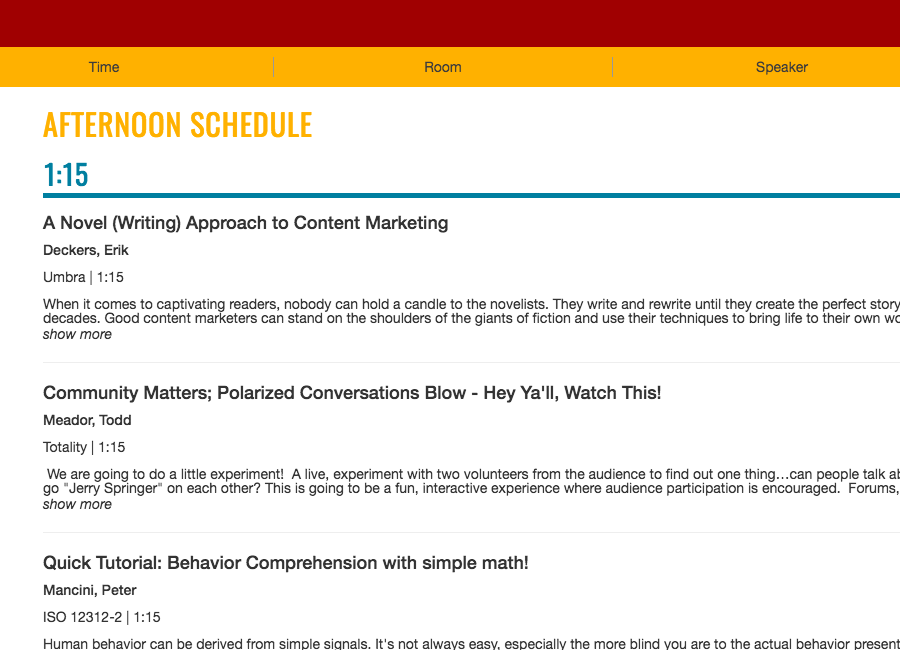 Time Room Speaker
AFTERNOON SCHEDULE
1:15
A Novel (Writing) Approach to Content Marketing
Deckers, Erik
Umbra | 1:15
When it comes to captivating readers, nobody can hold a candle to the novelists. They write and rewrite until they create the perfect story
decades. Good content marketers can stand on the shoulders of the giants of fiction and use their techniques to bring life to their own
show more
Community Matters; Polarized Conversations Blow - Hey Ya'll, Watch This!
Meador, Todd
Totality | 1:15
We are going to do a little experiment!  A live, experiment with two volunteers from the audience to find out one thing...can people talk
go "Jerry Springer" on each other? This is going to be a fun, interactive experience where audience participation is encouraged.  Forums,
show more
Quick Tutorial: Behavior Comprehension with simple math!
Mancini, Peter
ISO 12312-2 | 1:15
Human behavior can be derived from simple signals. It's not always easy, especially the more blind you are to the actual behavior present